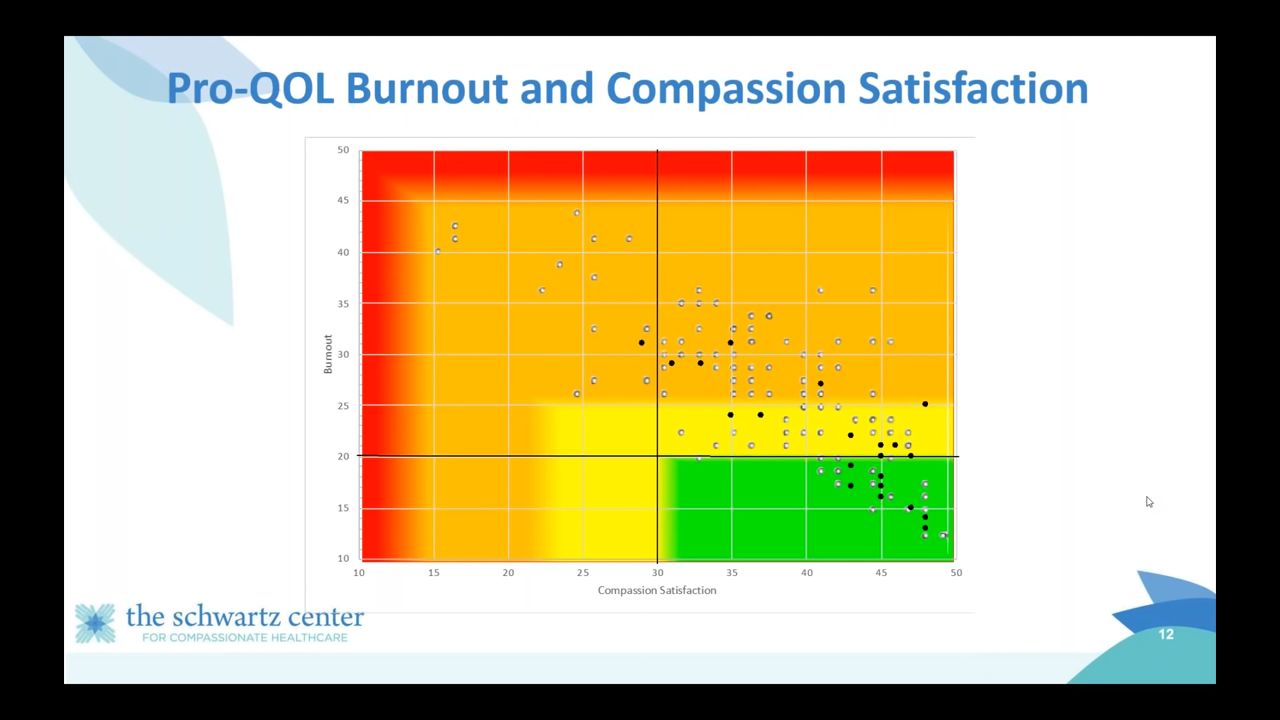 Pro-QOL Burnout and Compassion Satisfaction
50
45
40
35
30
25
20
15
10
Burnout
10 15 20 25 30 35 40 45 50
Compassion Satisfaction
the schwartz center
FOR COMPASSIONATE HEALTHCARE
12